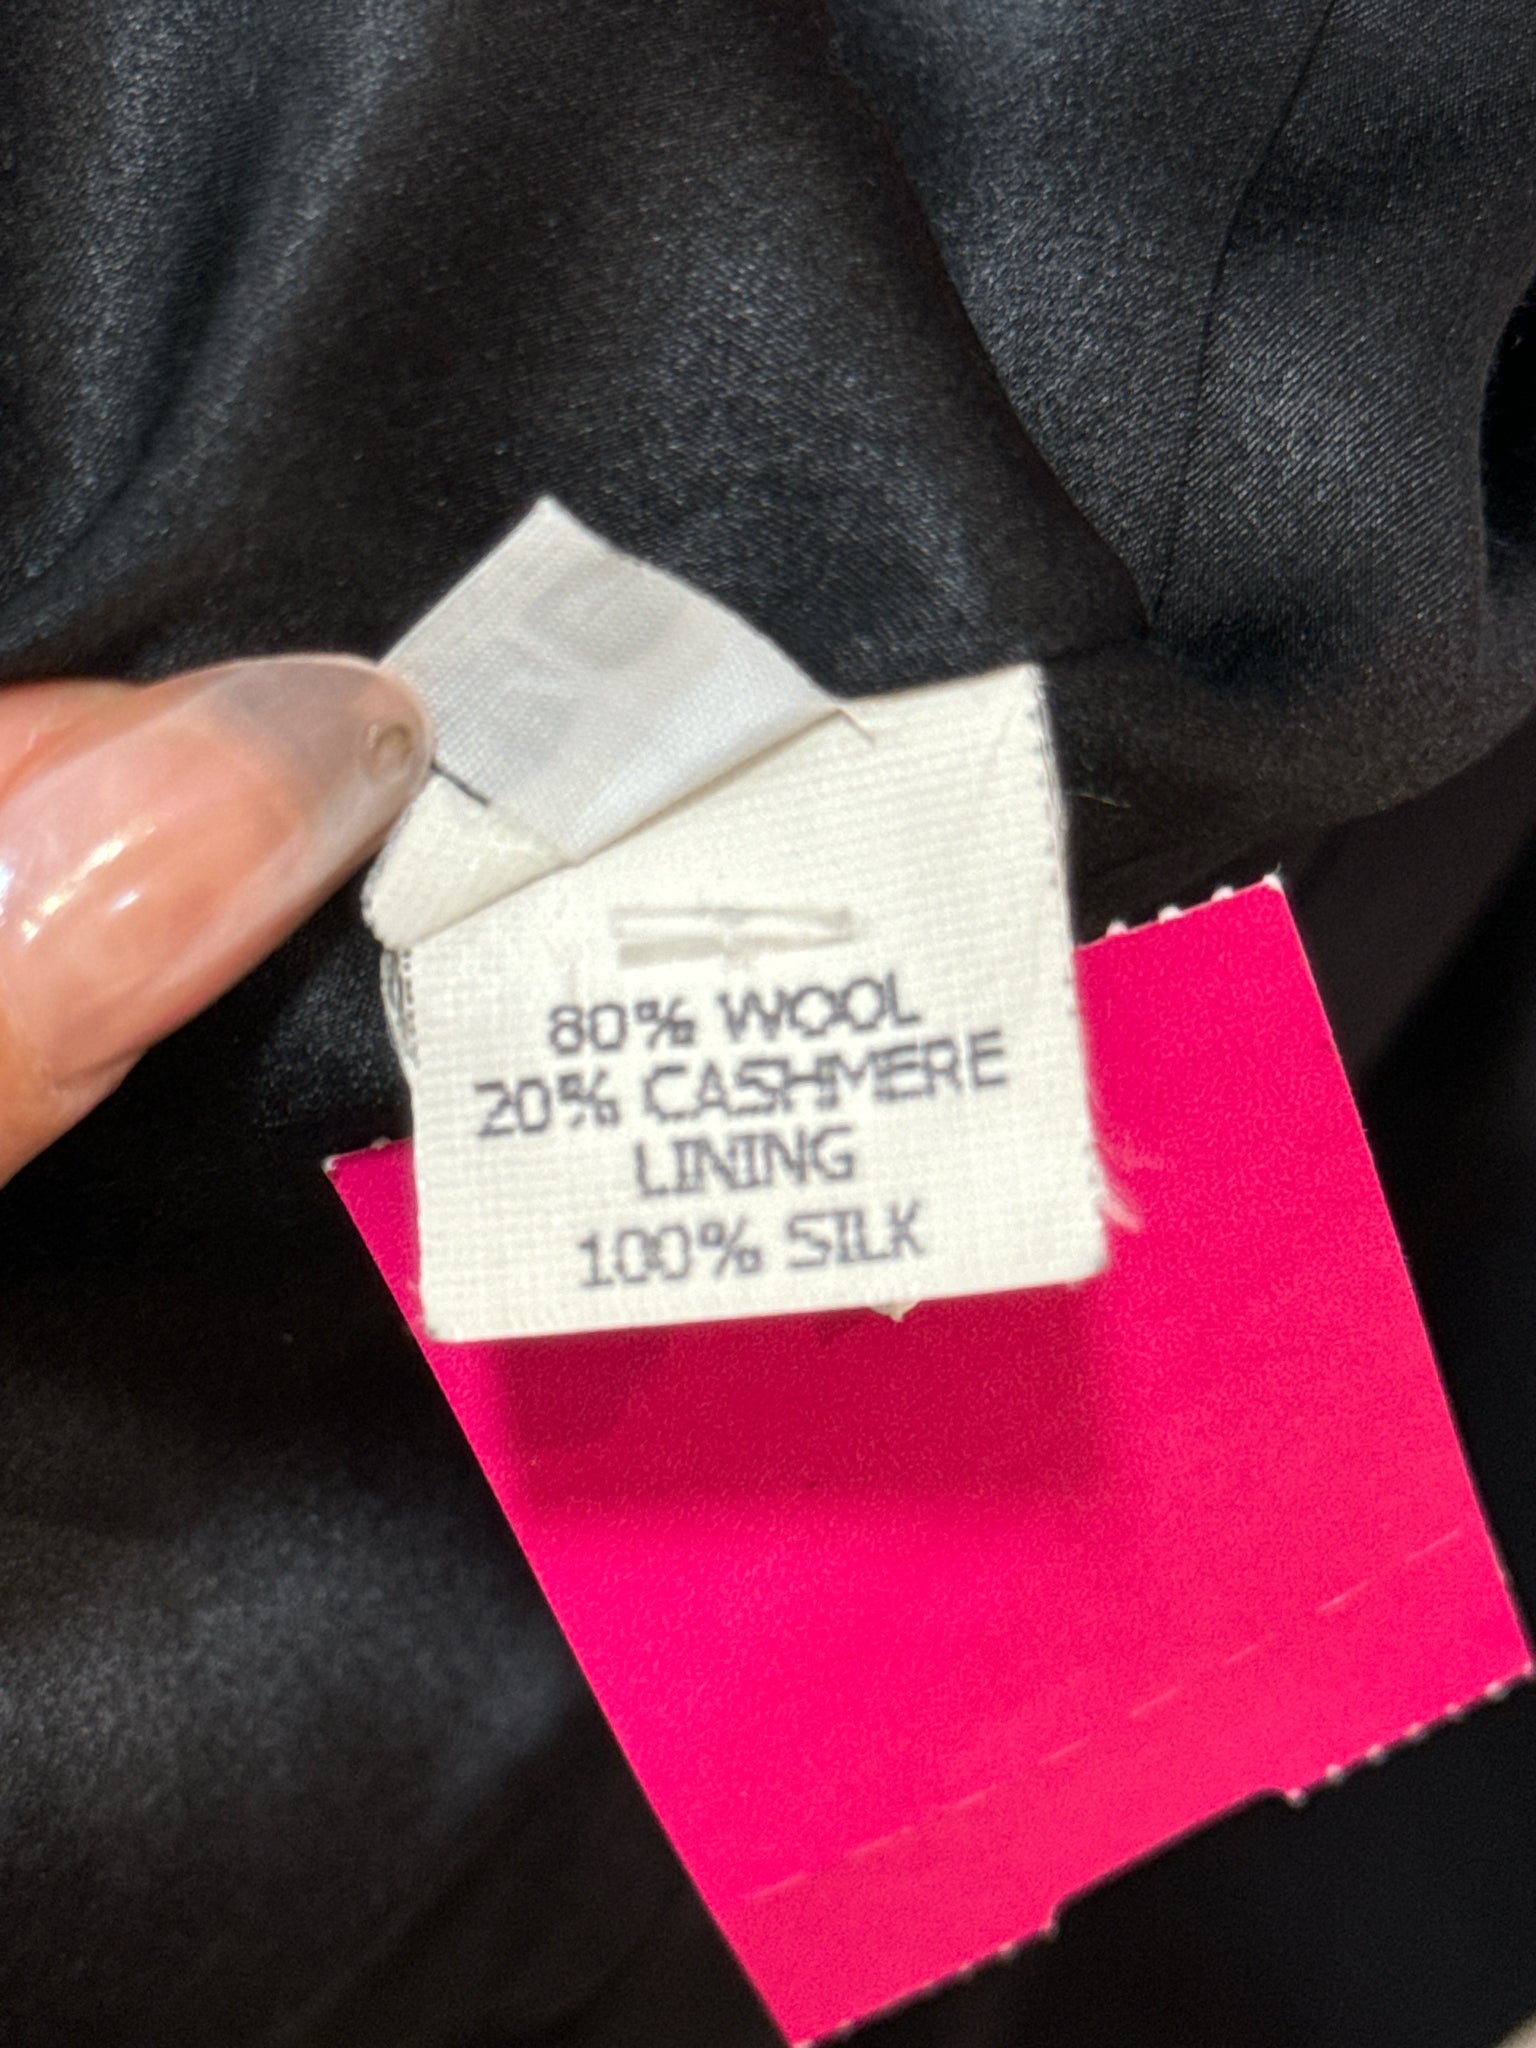 80% WOOL
20% CASHMERE
LINING
100% SILK